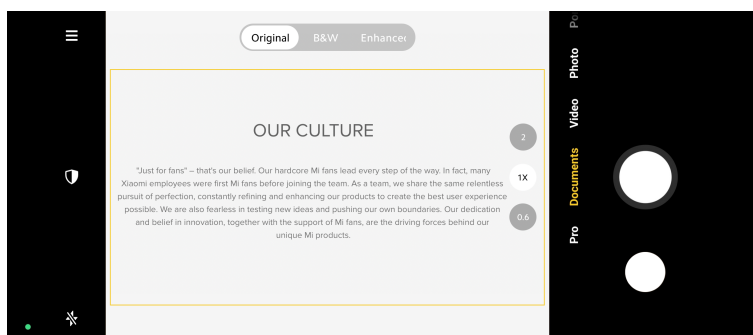 Original B&W Enhanced
OUR CULTURE
"Just for fans" – that's our belief. Our hardcore Mi fans lead every step of the way. In fact, many
Xiaomi employees were first Mi fans before joining the team. As a team, we share the same relentless
pursuit of perfection, constantly refining and enhancing our products to create the best user experience
possible. We are also fearless in testing new ideas and pushing our own boundaries. Our dedication
and belief in innovation, together with the support of Mi fans, are the driving forces behind our
unique Mi products.
2
1X
0.6
Po
Photo
Video
Documents
Pro